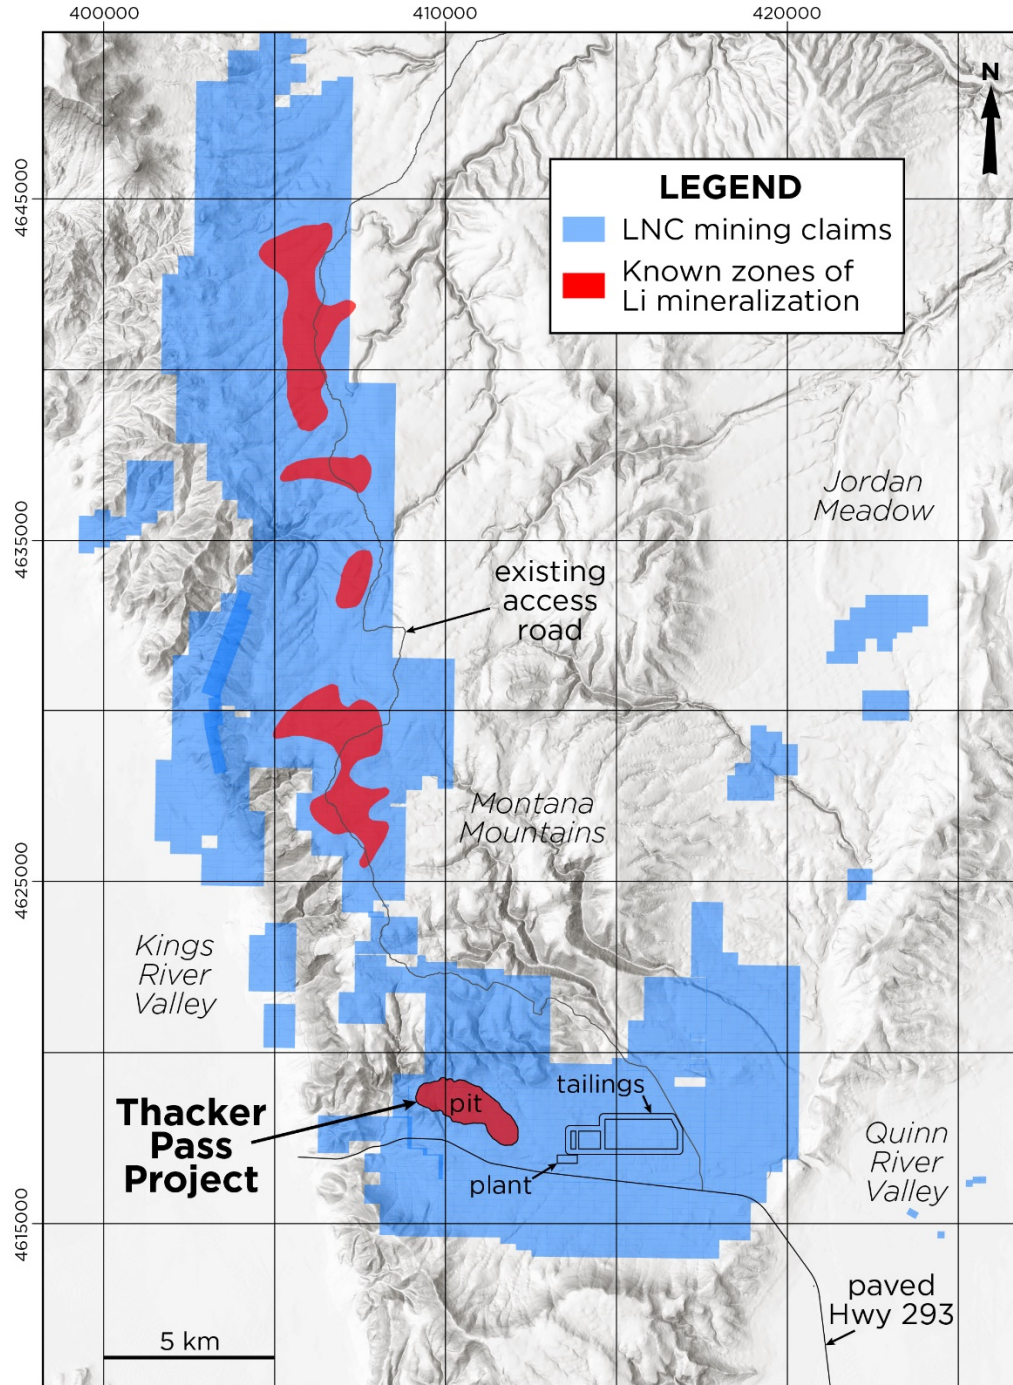 400000
410000
420000
N
LEGEND
LNC mining claims
Known zones of
Li mineralization
4645000
4635000
4625000
4615000
Jordan
Meadow
existing
access
road
Montana
Mountains
Kings
River
Valley
Thacker
Pass
Project
pit
tailings
plant
Quinn
River
Valley
paved
Hwy 293
5 km